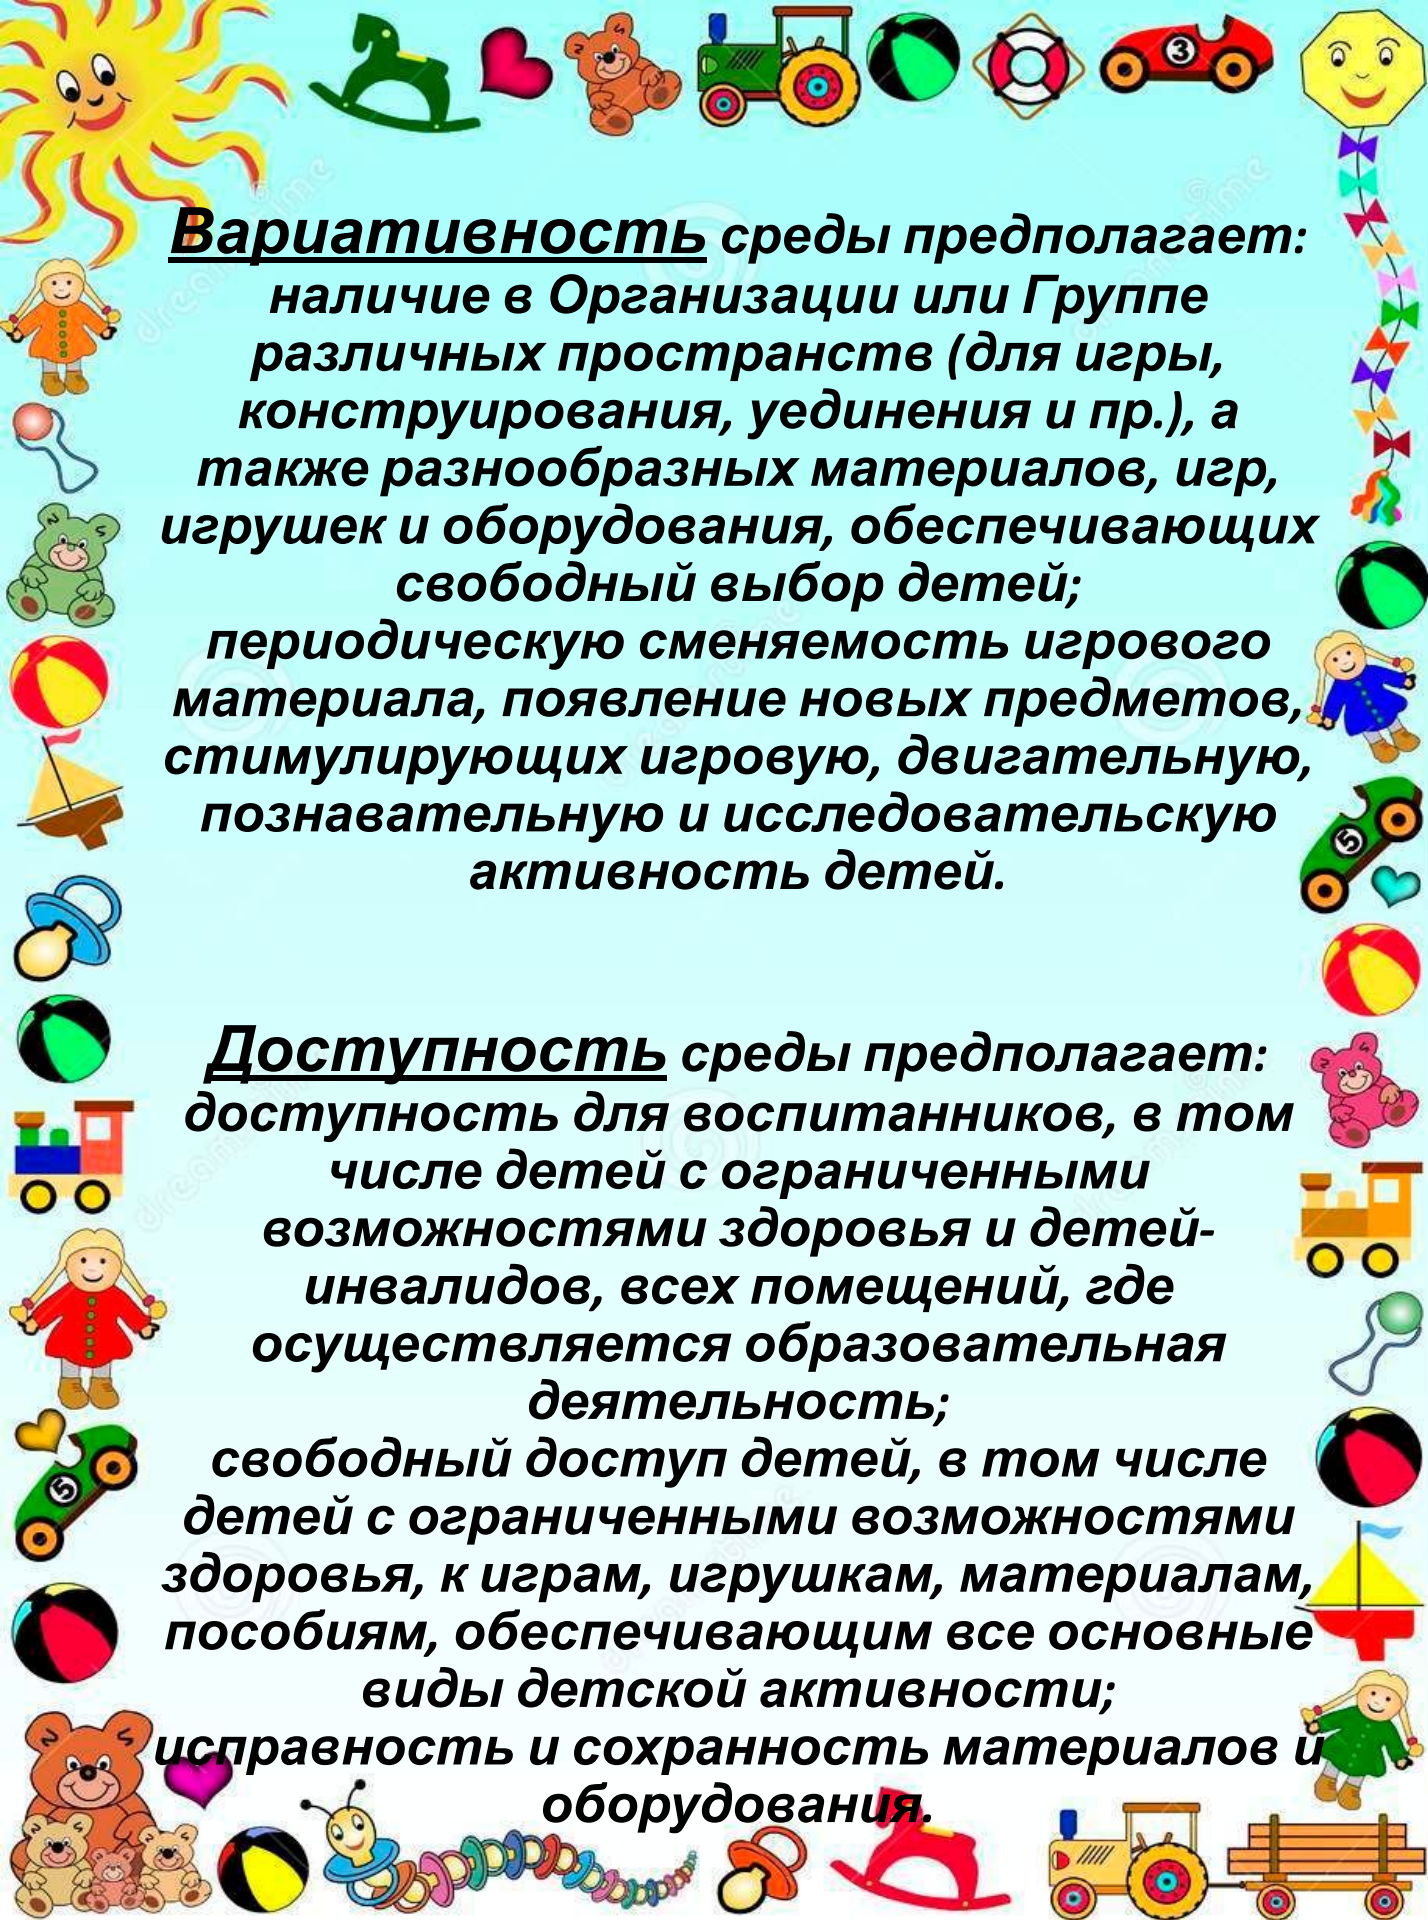 Вариативность среды предполагает:
наличие в Организации или Группе
различных пространств (для игры,
конструирования, уединения и пр.), а
также разнообразных материалов, игр,
игрушек и оборудования, обеспечивающих
свободный выбор детей;
периодическую сменяемость игрового
материала, появление новых предметов,
стимулирующих игровую, двигательную,
познавательную и исследовательскую
активность детей.
Доступность среды предполагает:
доступность для воспитанников, в том
числе детей с ограниченными
возможностями здоровья и детей-
инвалидов, всех помещений, где
осуществляется образовательная
деятельность;
свободный доступ детей, в том числе
детей с ограниченными возможностями
здоровья, к играм, игрушкам, материалам,
пособиям, обеспечивающим все основные
виды детской активности;
исправность и сохранность материалов и
оборудования.
3
5
5